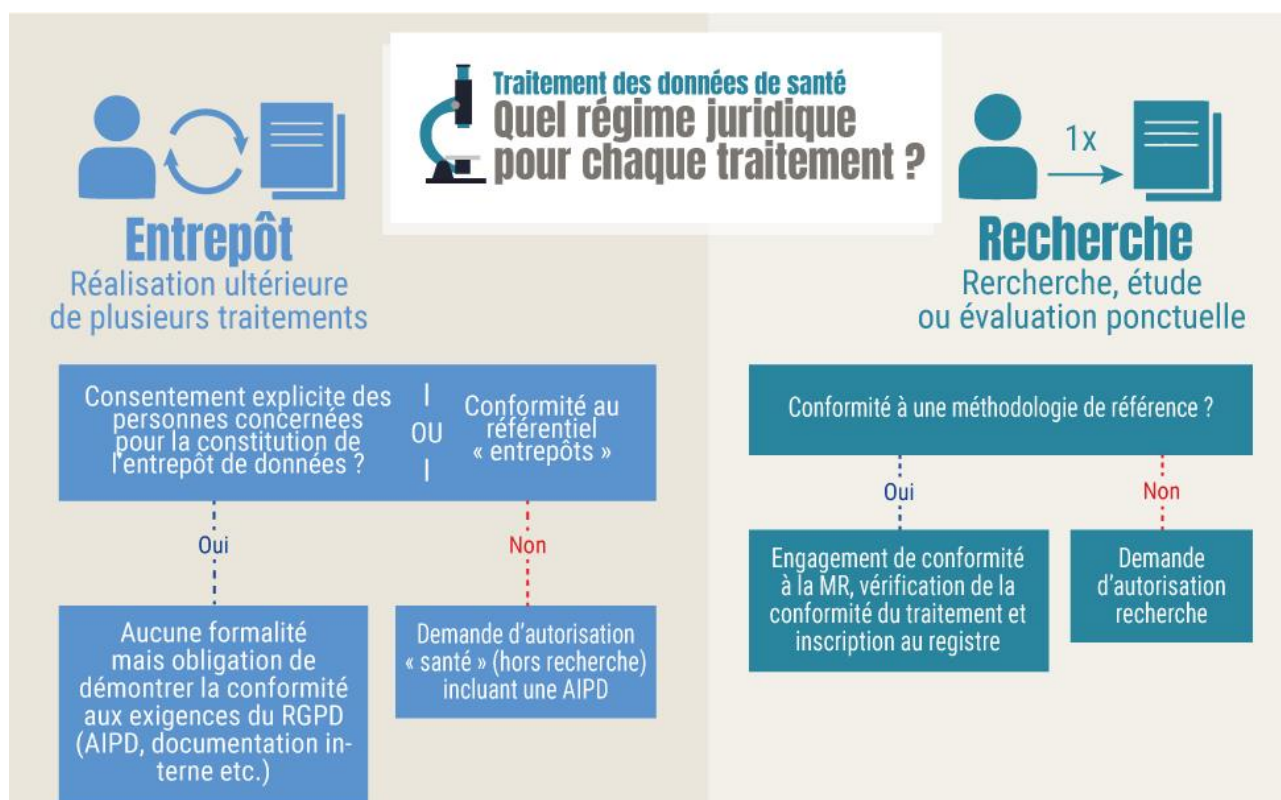 Traitement des données de santé
Quel régime juridique
pour chaque traitement ?
Entrepôt
Réalisation ultérieure
de plusieurs traitements
Consentement explicite des
personnes concernées
pour la constitution de
l'entrepôt de données ?
OU
Conformité au
référentiel
« entrepôts »
Oui
Non
Aucune formalité
mais obligation de
démontrer la conformité
aux exigences du RGPD
(AIPD, documentation in-
terne etc.)
Demande d'autorisation
« santé » (hors recherche)
incluant une AIPD
1x
Recherche
Rercherche, étude
ou évaluation ponctuelle
Conformité à une méthodologie de référence ?
Oui
Non
Engagement de conformité
à la MR, vérification de la
conformité du traitement et
inscription au registre
Demande
d'autorisation
recherche